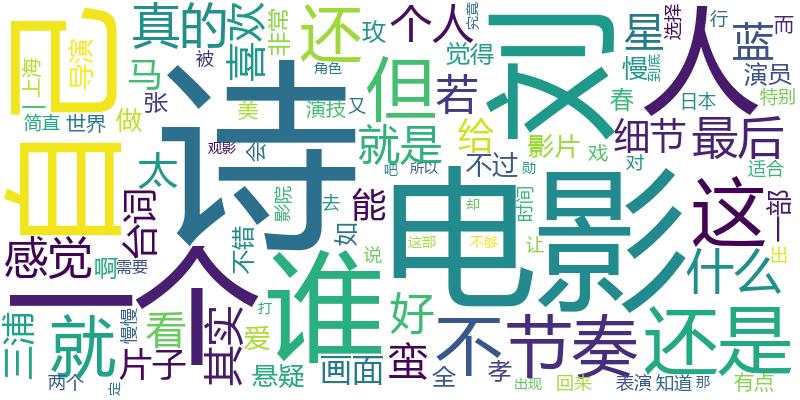 自己
上海
导演
真的
喜欢
非常
还
玫
个人
觉得
刘
星
慢
到底
选择
行
而
人
蓝
演员
特别
日本
马
张
被
一
简直
世界
做
美
演技
又
角色
诗
但
若
春
细节
最后
影片
戏
给
就是
不过
对
适合
太
台词
观影
会
影院
去
吧
所以
勋
时间
能
如
感觉
啊
需要
不错
电影
这
一部
一个
谁
说
这部
却
不够
让
什么
出
三浦
就
慢慢
看
片子
其实
打
爱
悬疑
画面
好
蛮
全
不
孝
节奏
还是
两个
定
出现
回来
表演
知道
那
有点